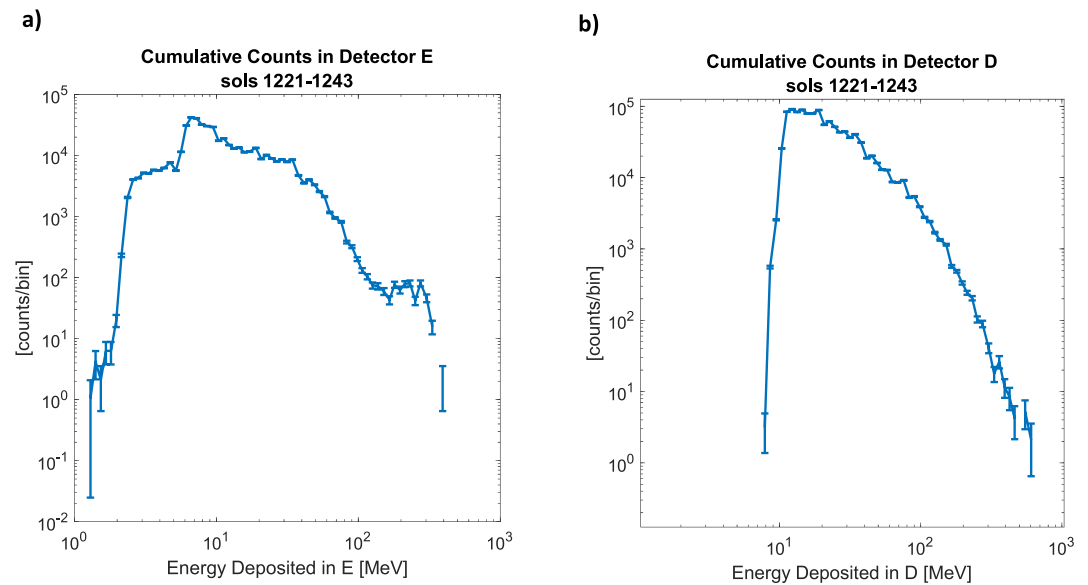 a)
Cumulative Counts in Detector E
sols 1221-1243
[counts/bin]
10^5
10^4
10^3
10^2
10^1
10^0
10^-1
10^-2
10^0 10^1 10^2 10^3
Energy Deposited in E [MeV]
b)
Cumulative Counts in Detector D
sols 1221-1243
[counts/bin]
10^5
10^4
10^3
10^2
10^1
10^0
10^1 10^2 10^3
Energy Deposited in D [MeV]